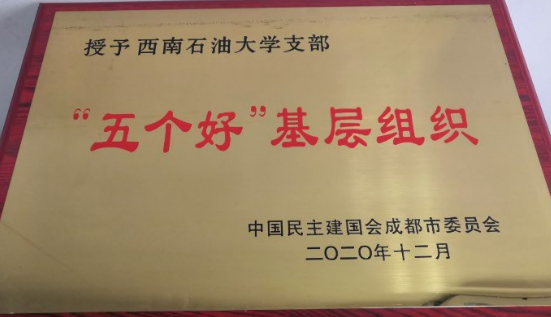 授予 西南石油大学支部
“五个好”基层组织
中国民主建国会成都市委员会
二〇二〇年十二月